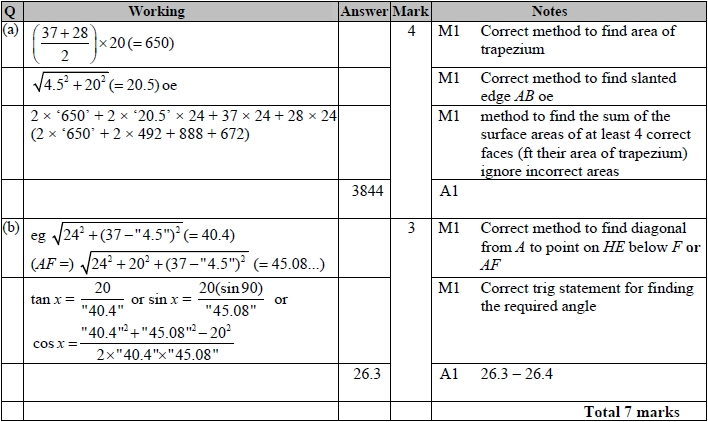 Q Working Answer Mark Notes
(a) ((37+28)/2)×20(= 650) 4 M1 Correct method to find area of
trapezium
√(4.5² + 20²) (= 20.5) oe M1 Correct method to find slanted
edge AB oe
2 × ‘650’ + 2 × ‘20.5’ × 24 + 37 × 24 + 28 × 24 M1 method to find the sum of the
(2 × ‘650’ + 2 × 492 + 888 + 672) surface areas of at least 4 correct
faces (ft their area of trapezium)
ignore incorrect areas
3844 A1
(b) eg √(24² + (37 −"4.5")²) (= 40.4) 3 M1 Correct method to find diagonal
from A to point on HE below F or
(AF =) √(24² + 20² + (37 −"4.5")²) (= 45.08...) AF
tan x = 20/"40.4" or sin x = 20(sin90)/"45.08" or M1 Correct trig statement for finding
the required angle
cos x = ("40.4"²+"45.08"²− 20²)/(2×"40.4"×"45.08")
26.3 A1 26.3 – 26.4
Total 7 marks